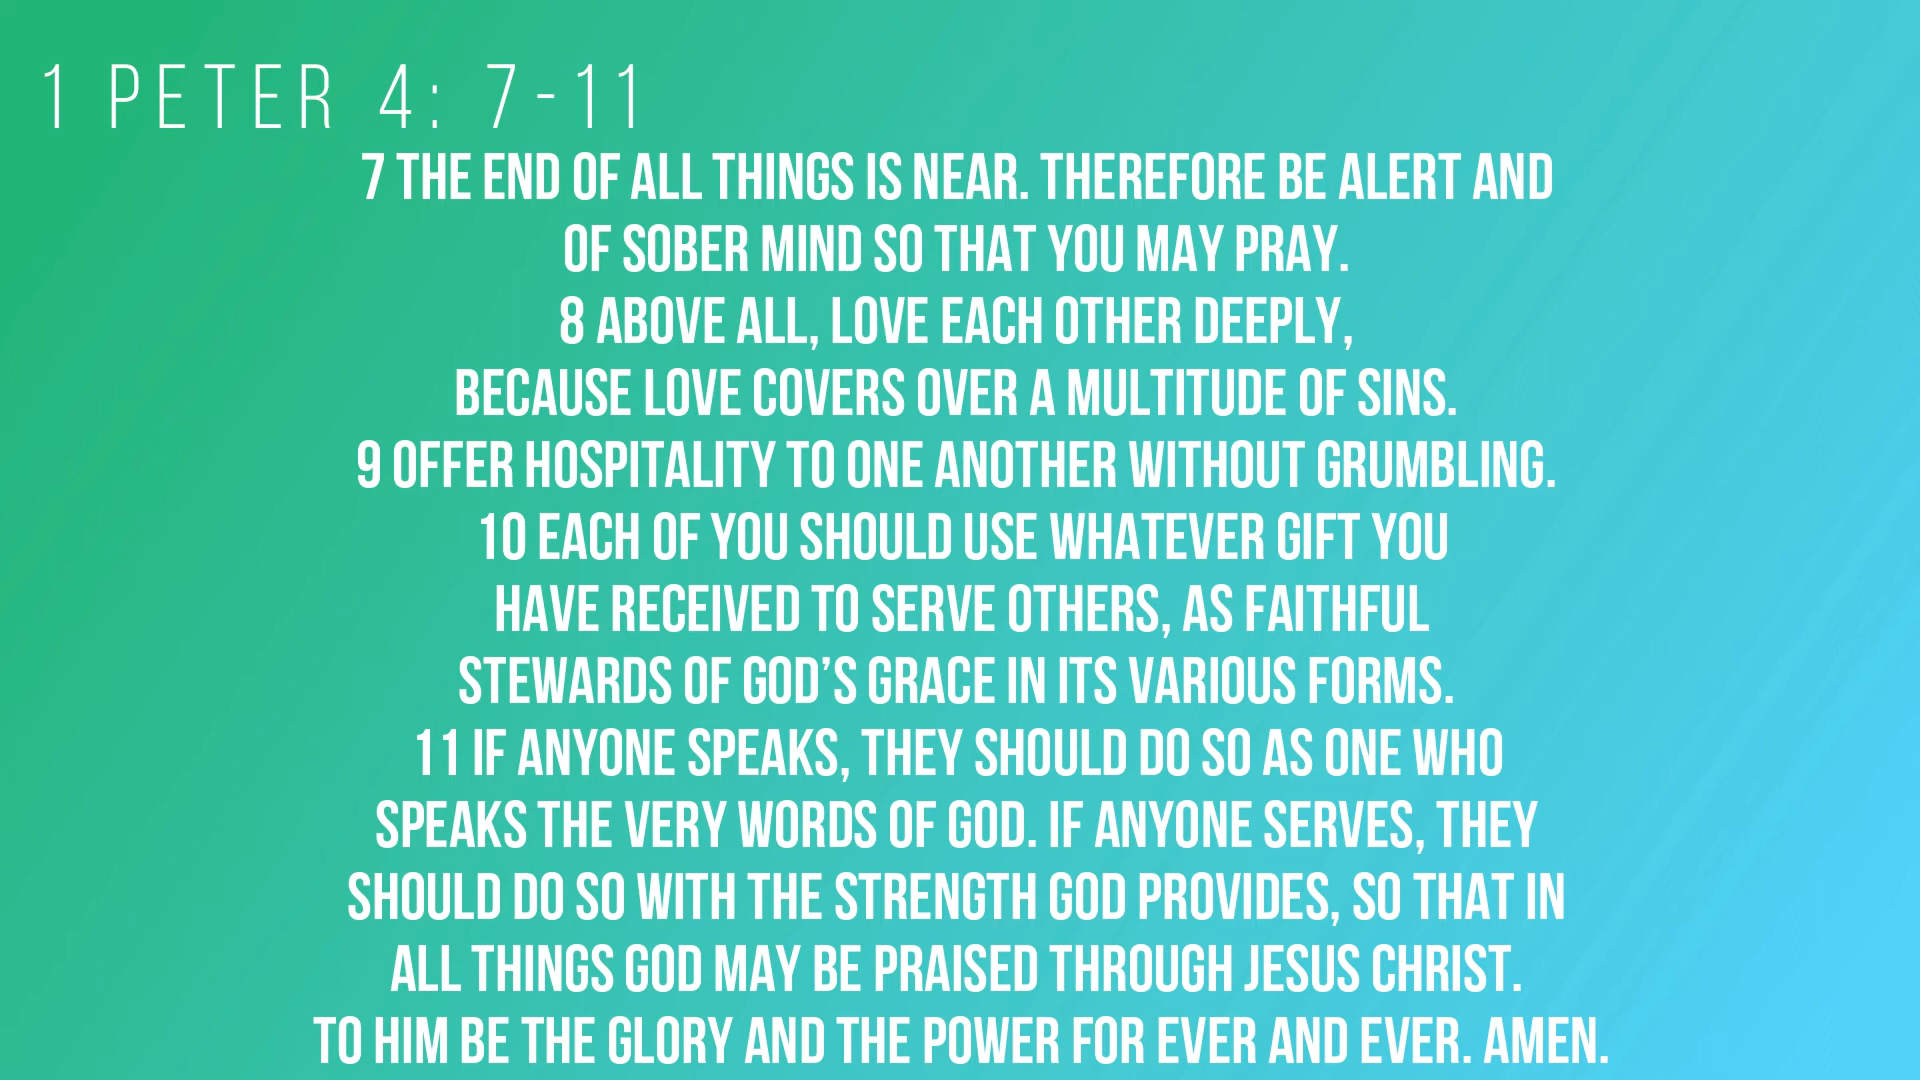 1 PETER 4: 7-11
7 THE END OF ALL THINGS IS NEAR. THEREFORE BE ALERT AND
OF SOBER MIND SO THAT YOU MAY PRAY.
8 ABOVE ALL, LOVE EACH OTHER DEEPLY,
BECAUSE LOVE COVERS OVER A MULTITUDE OF SINS.
9 OFFER HOSPITALITY TO ONE ANOTHER WITHOUT GRUMBLING.
10 EACH OF YOU SHOULD USE WHATEVER GIFT YOU
HAVE RECEIVED TO SERVE OTHERS, AS FAITHFUL
STEWARDS OF GOD’S GRACE IN ITS VARIOUS FORMS.
11 IF ANYONE SPEAKS, THEY SHOULD DO SO AS ONE WHO
SPEAKS THE VERY WORDS OF GOD. IF ANYONE SERVES, THEY
SHOULD DO SO WITH THE STRENGTH GOD PROVIDES, SO THAT IN
ALL THINGS GOD MAY BE PRAISED THROUGH JESUS CHRIST.
TO HIM BE THE GLORY AND THE POWER FOR EVER AND EVER. AMEN.